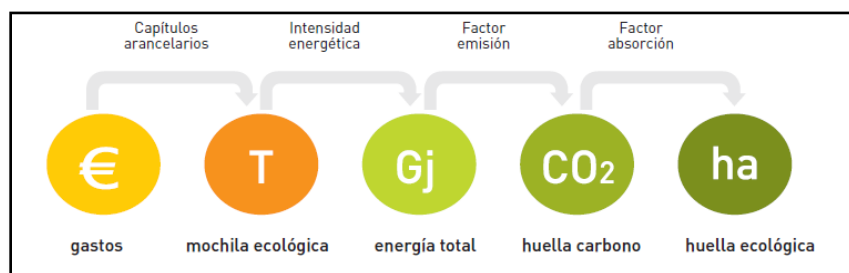 Capítulos
arancelarios
Intensidad
energética
Factor
emisión
Factor
absorción
€
T
Gj
CO₂
ha
gastos
mochila ecológica
energía total
huella carbono
huella ecológica